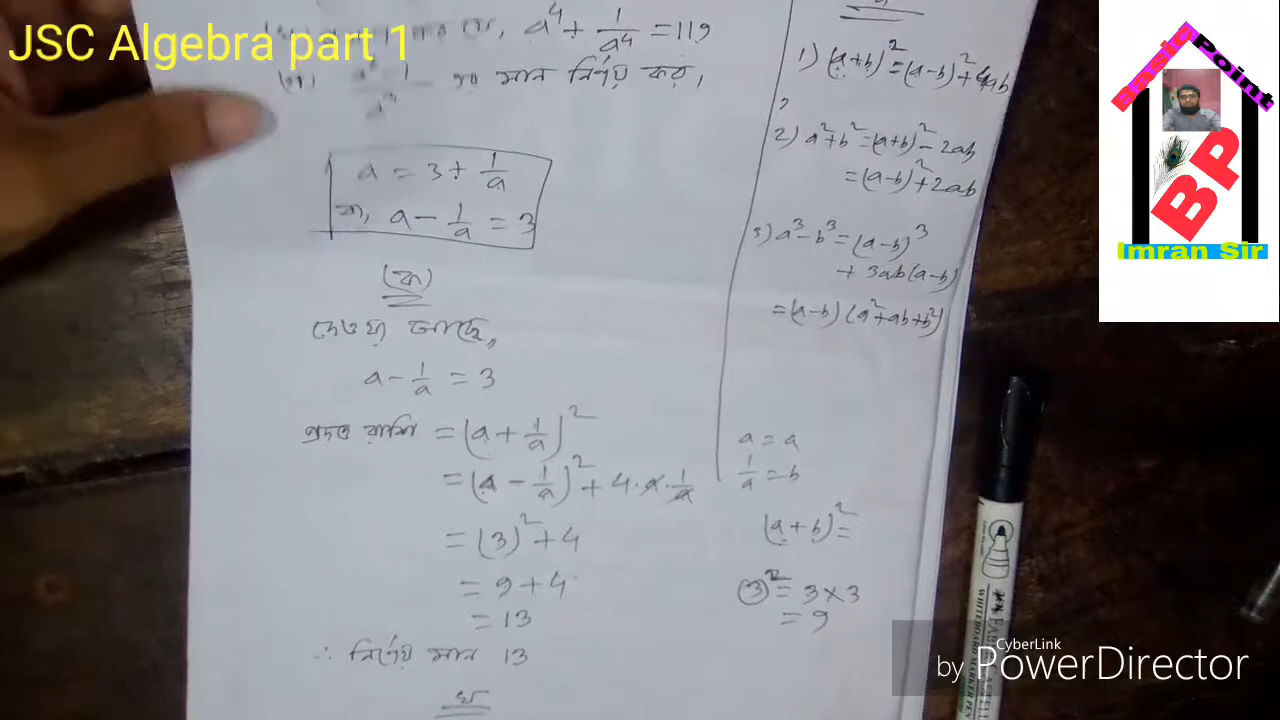 JSC Algebra part 1
a⁴ + 1/a⁴ = 119
মান নির্ণয় কর,
a = 3 + 1/a
বা, a - 1/a = 3
(ক)
দেওয়া আছে,
a - 1/a = 3
প্রদত্ত রাশি = (a + 1/a)²
= (a - 1/a)² + 4·a·1/a
= (3)² + 4
= 9 + 4
= 13
∴ নির্ণেয় মান 13
খ
1) (a+b)² = (a-b)² + 4ab
2) a²+b² = (a+b)² - 2ab
= (a-b)² + 2ab
3) a³-b³ = (a-b)³
+ 3ab(a-b)
= (a-b)(a²+ab+b²)
a = a
1/a = b
(a+b)² =
(3)² = 3×3
= 9
Basic Point
BP
Imran Sir
WHITEBOARD MARKER
CyberLink
by PowerDirector